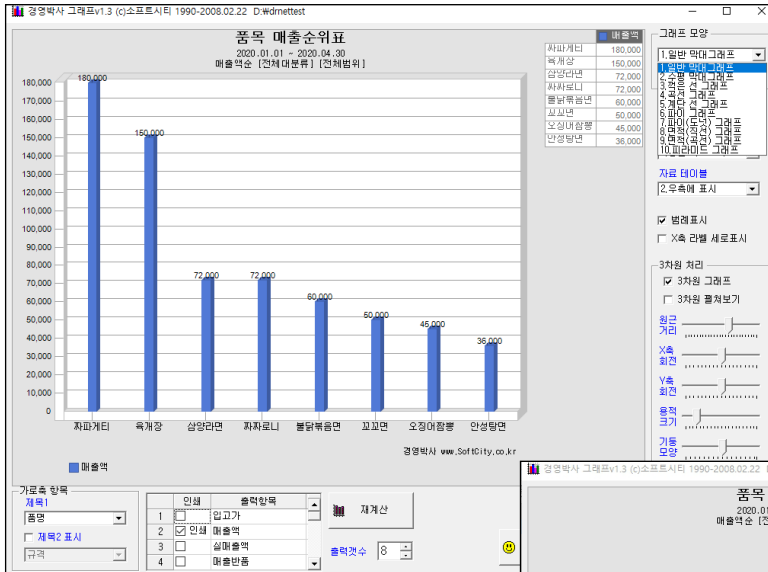 경영박사 그래프v1.3 (c)소프트시티 1990-2008.02.22 D:#drnettest
품목 매출순위표
2020.01.01 ~ 2020.04.30
매출액순 [전체대분류] [전체범위]
매출액
짜파게티 180,000
육개장 150,000
삼양라면 72,000
짜짜로니 72,000
불닭볶음면 60,000
꼬꼬면 50,000
오징어짬뽕 45,000
안성탕면 36,000
180,000
170,000
160,000
150,000
140,000
130,000
120,000
110,000
100,000
90,000
80,000
70,000
60,000
50,000
40,000
30,000
20,000
10,000
0
180,000
150,000
72,000
72,000
60,000
50,000
45,000
36,000
짜파게티 육개장 삼양라면 짜짜로니 불닭볶음면 꼬꼬면 오징어짬뽕 안성탕면
경영박사 www.SoftCity.co.kr
매출액
그래프 모양
1.일반 막대그래프
1.일반 막대그래프
2.수평 막대그래프
3.꺾은 선 그래프
4.곡선 그래프
5.계단 선 그래프
6.파이 그래프
7.파이(도넛) 그래프
8.면적(직선) 그래프
9.면적(곡선) 그래프
10.피라미드 그래프
자료 테이블
2.우측에 표시
범례표시
X축 라벨 세로표시
3차원 처리
3차원 그래프
3차원 펼쳐보기
원근
거리
X축
회전
Y축
회전
용적
크기
기둥
모양
가로축 항목
제목1
품명
제목2 표시
규격
인쇄 출력항목
1 입고가
2 인쇄 매출액
3 실매출액
4 매출반품
재계산
출력갯수 8
경영박사 그래프v1.3 (c)소프트시티 1990-2008.02.22
품목
2020.01
매출액순 [전